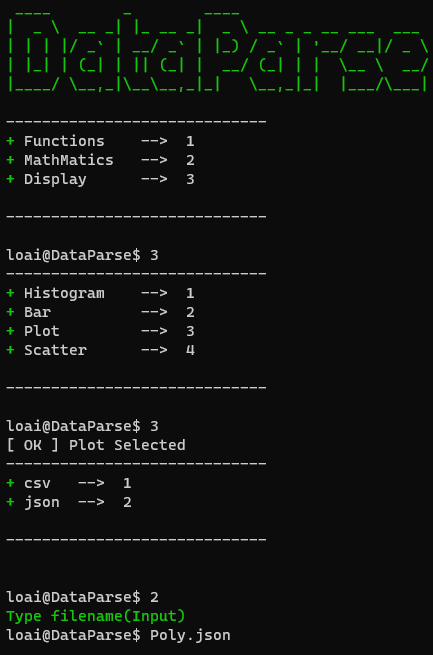 DataParse
---------------------------
+ Functions    -->  1
+ MathMatics   -->  2
+ Display      -->  3
---------------------------
loai@DataParse$ 3
---------------------------
+ Histogram    -->  1
+ Bar          -->  2
+ Plot         -->  3
+ Scatter      -->  4
---------------------------
loai@DataParse$ 3
[ OK ] Plot Selected
---------------------------
+ csv   -->  1
+ json  -->  2
---------------------------
loai@DataParse$ 2
Type filename(Input)
loai@DataParse$ Poly.json